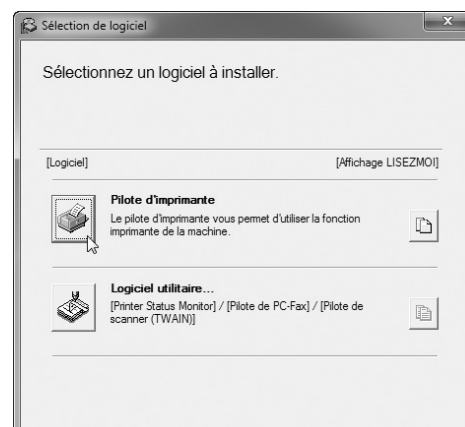 Sélection de logiciel
Sélectionnez un logiciel à installer.
[Logiciel] [Affichage LISEZMOI]
Pilote d'imprimante
Le pilote d'imprimante vous permet d'utiliser la fonction
imprimante de la machine.
Logiciel utilitaire...
[Printer Status Monitor] / [Pilote de PC-Fax] / [Pilote de
scanner (TWAIN)]